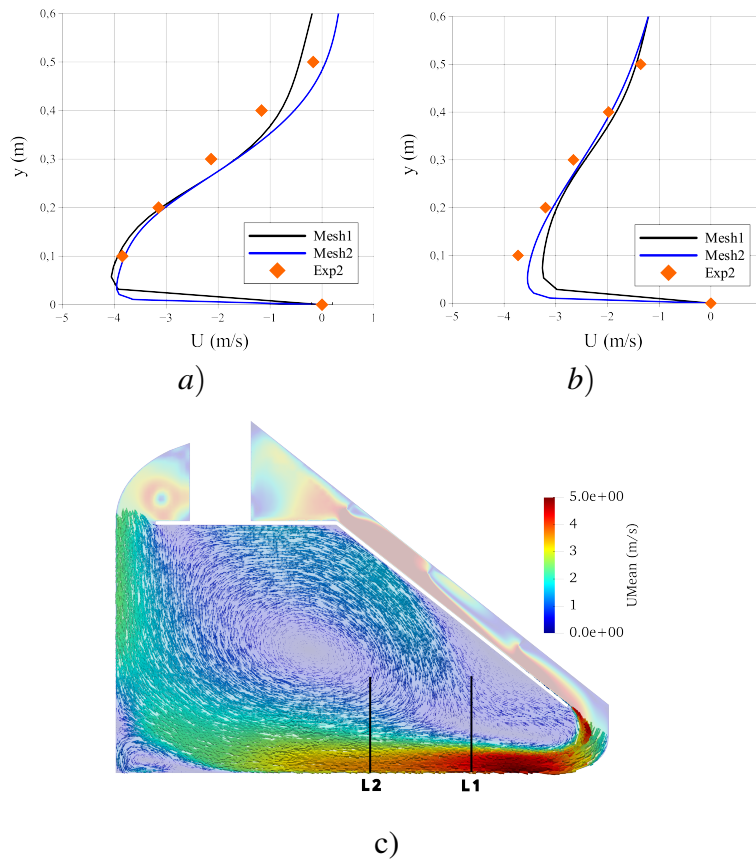 0.6
0.5
0.4
0.3
0.2
0.1
0
y (m)
Mesh1
Mesh2
Exp2
−5 −4 −3 −2 −1 0 1
U (m/s)
a)
0.6
0.5
0.4
0.3
0.2
0.1
0
y (m)
Mesh1
Mesh2
Exp2
−5 −4 −3 −2 −1 0 1
U (m/s)
b)
5.0e+00
4
3
2
1
0.0e+00
UMean (m/s)
L2 L1
c)